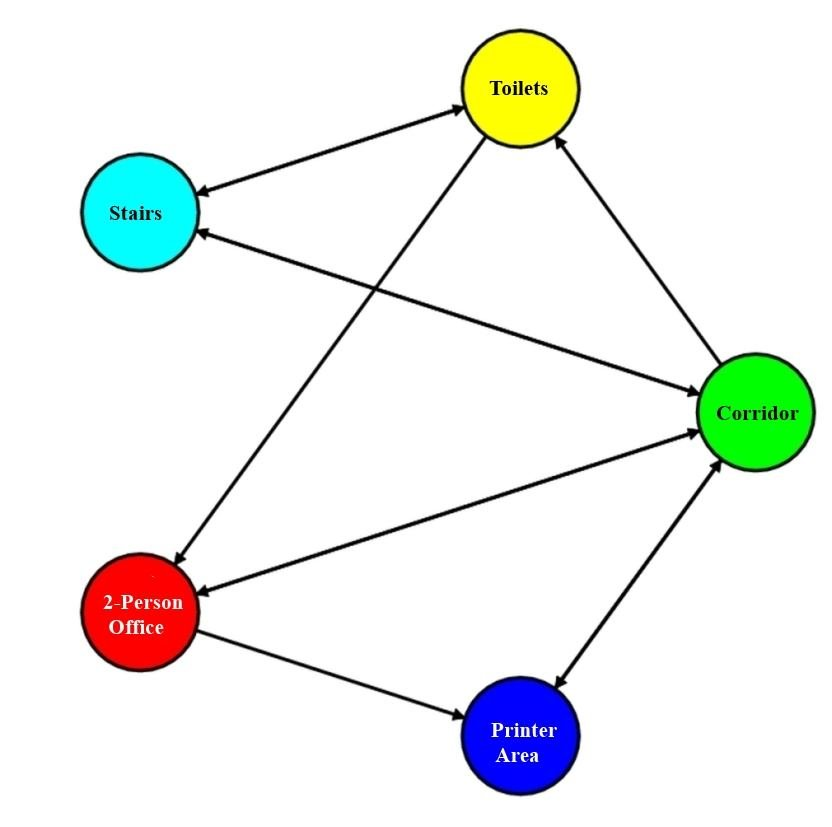 Toilets
Stairs
Corridor
2-Person
Office
Printer
Area